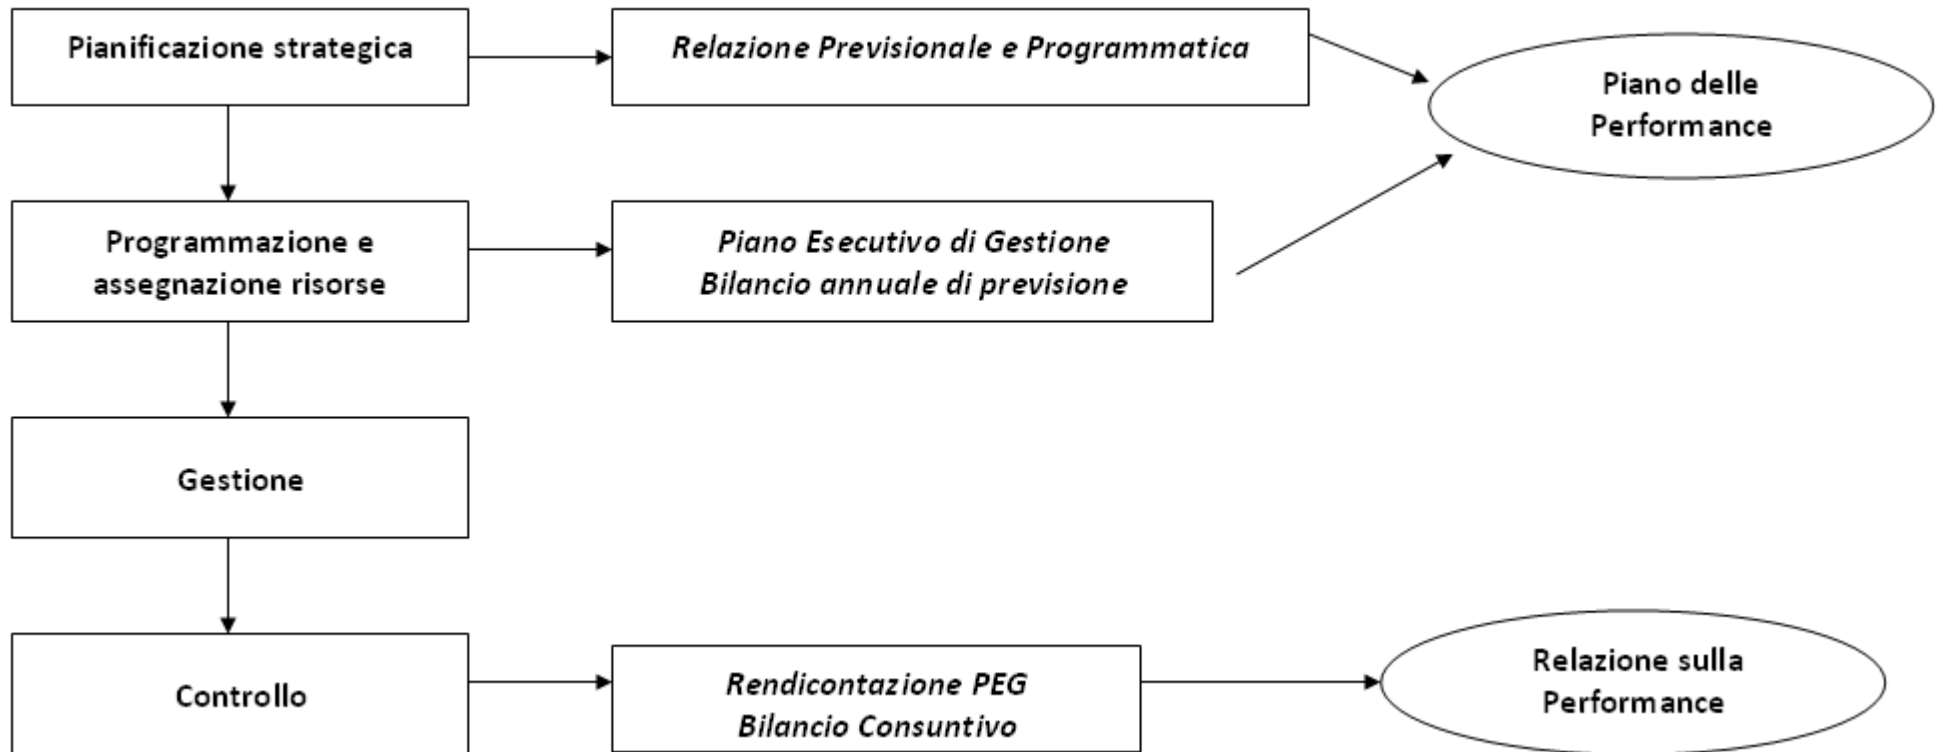 Pianificazione strategica
Relazione Previsionale e Programmatica
Piano delle
Performance
Programmazione e
assegnazione risorse
Piano Esecutivo di Gestione
Bilancio annuale di previsione
Gestione
Controllo
Rendicontazione PEG
Bilancio Consuntivo
Relazione sulla
Performance